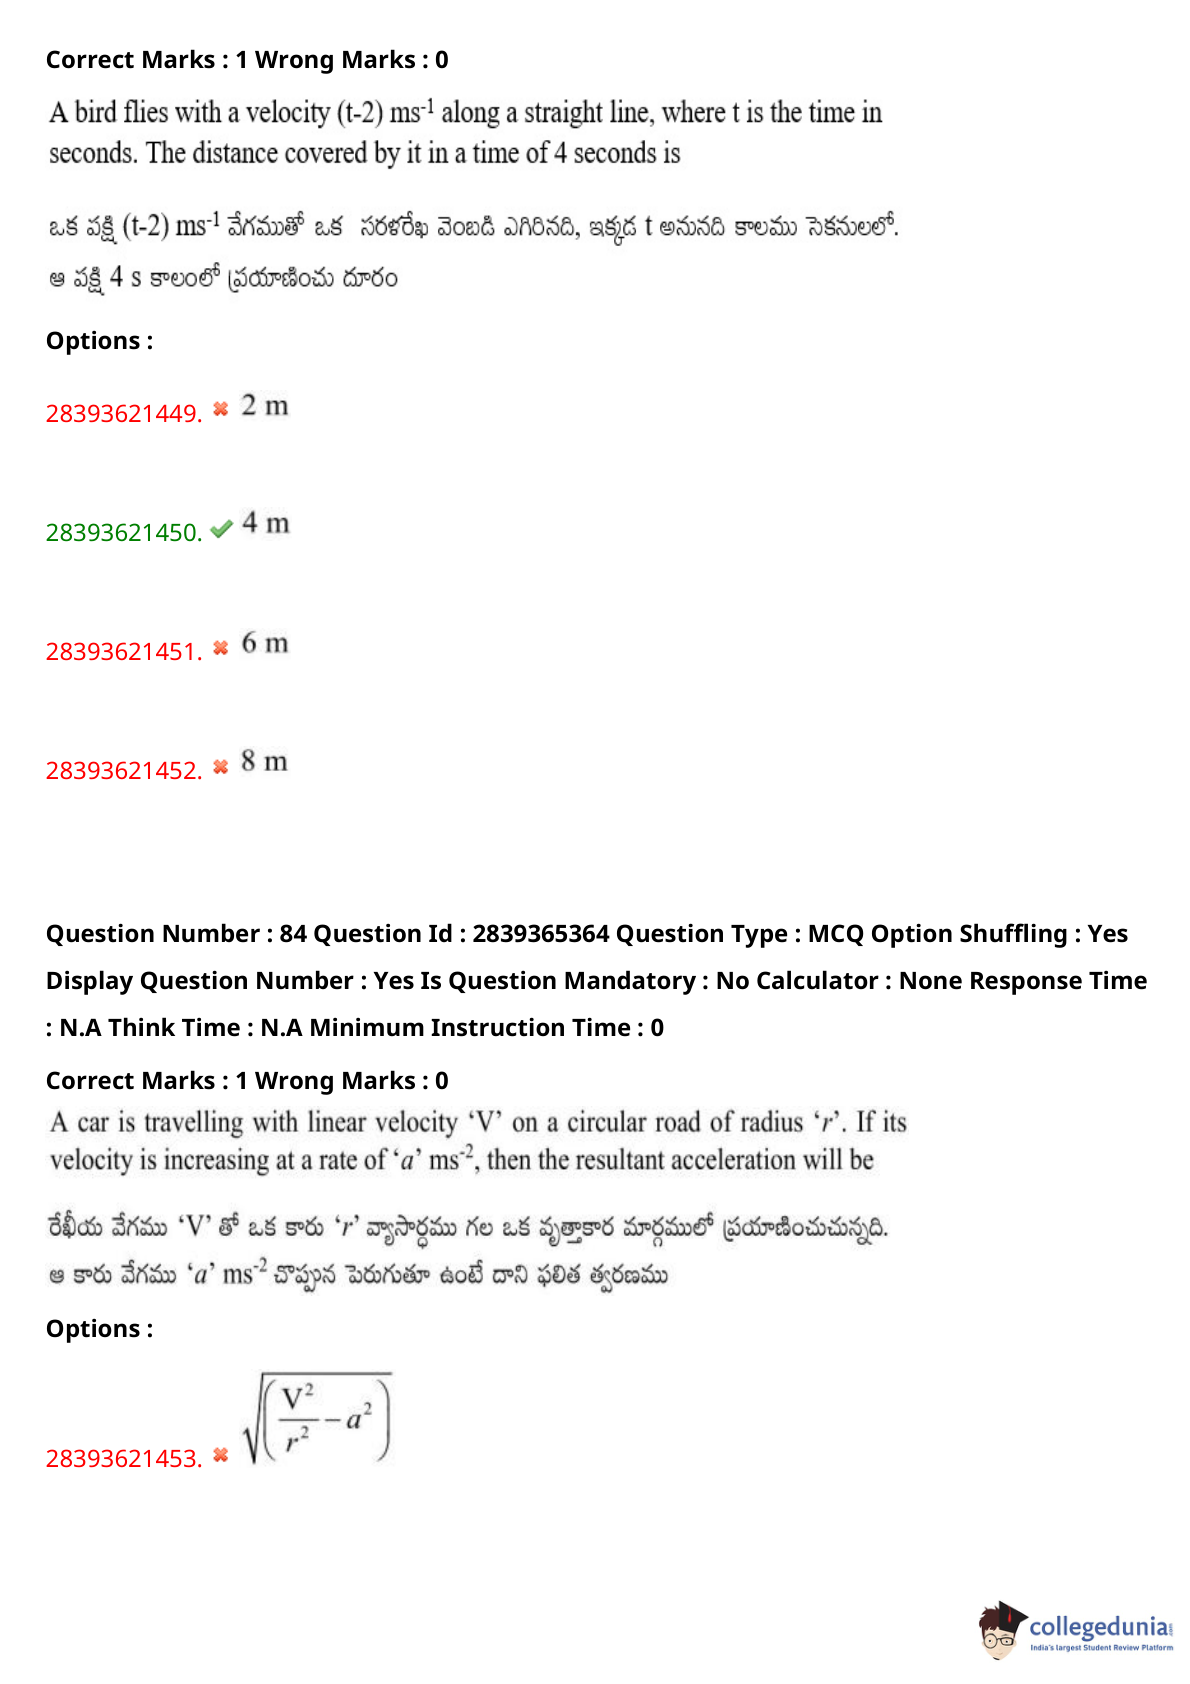 Correct Marks : 1 Wrong Marks : 0
A bird flies with a velocity (t-2) ms⁻¹ along a straight line, where t is the time in
seconds. The distance covered by it in a time of 4 seconds is
ఒక పక్షి (t-2) ms⁻¹ వేగముతో ఒక సరళరేఖ వెంబడి ఎగిరినది, ఇక్కడ t అనునది కాలము సెకనులలో.
ఆ పక్షి 4 s కాలంలో ప్రయాణించు దూరం
Options :
28393621449. ✖ 2 m
28393621450. ✔ 4 m
28393621451. ✖ 6 m
28393621452. ✖ 8 m
Question Number : 84 Question Id : 2839365364 Question Type : MCQ Option Shuffling : Yes
Display Question Number : Yes Is Question Mandatory : No Calculator : None Response Time
: N.A Think Time : N.A Minimum Instruction Time : 0
Correct Marks : 1 Wrong Marks : 0
A car is travelling with linear velocity ‘V’ on a circular road of radius ‘r’. If its
velocity is increasing at a rate of ‘a’ ms⁻², then the resultant acceleration will be
రేఖీయ వేగము ‘V’ తో ఒక కారు ‘r’ వ్యాసార్ధము గల ఒక వృత్తాకార మార్గములో ప్రయాణించుచున్నది.
ఆ కారు వేగము ‘a’ ms⁻² చొప్పున పెరుగుతూ ఉంటే దాని ఫలిత త్వరణము
Options :
28393621453. ✖ √(V²/r² − a²)
collegedunia.com
India's largest Student Review Platform